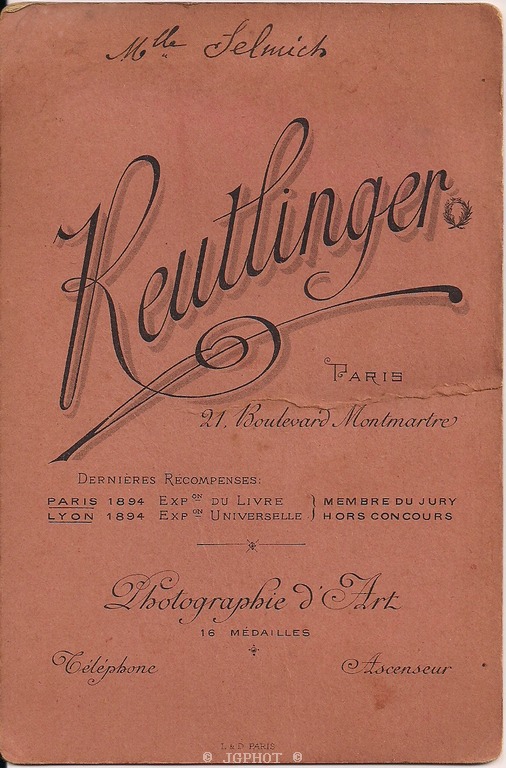 Mlle Selmich
Reutlinger
PARIS
21, Boulevard Montmartre
DERNIÈRES RÉCOMPENSES:
PARIS 1894 EXPON DU LIVRE } MEMBRE DU JURY
LYON 1894 EXPON UNIVERSELLE } HORS CONCOURS
Photographie d'Art
16 MÉDAILLES
Téléphone Ascenseur
L & D PARIS
© JGPHOT ©